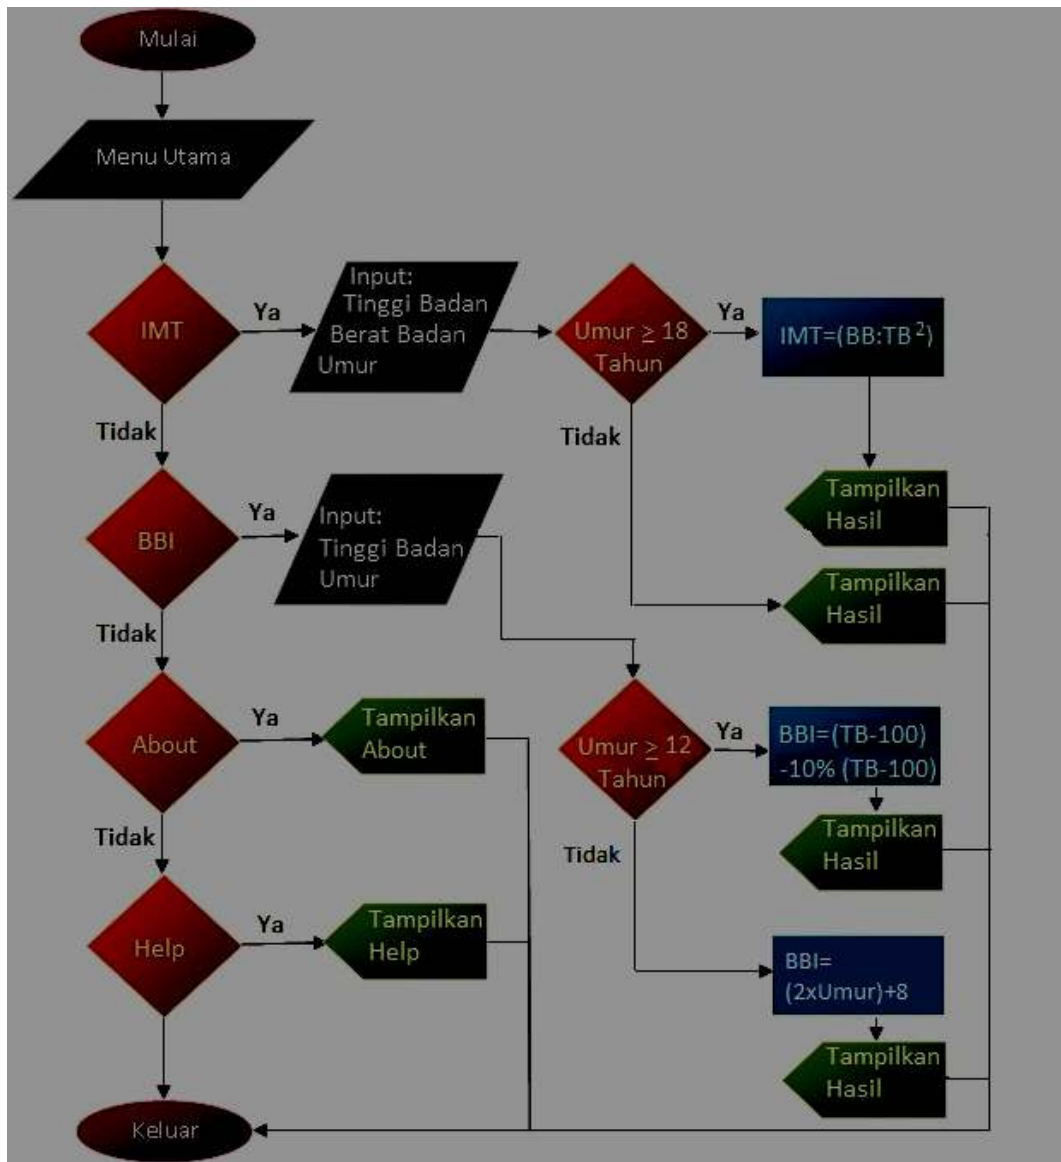 Mulai
Menu Utama
IMT
Ya
Input:
Tinggi Badan
Berat Badan
Umur
Umur ≥ 18
Tahun
Ya
IMT=(BB:TB²)
Tidak
Tidak
Tampilkan
Hasil
BBI
Ya
Input:
Tinggi Badan
Umur
Tampilkan
Hasil
Tidak
About
Ya
Tampilkan
About
Umur ≥ 12
Tahun
Ya
BBI=(TB-100)
-10% (TB-100)
Tidak
Tidak
Tampilkan
Hasil
Help
Ya
Tampilkan
Help
BBI=
(2xUmur)+8
Tampilkan
Hasil
Keluar